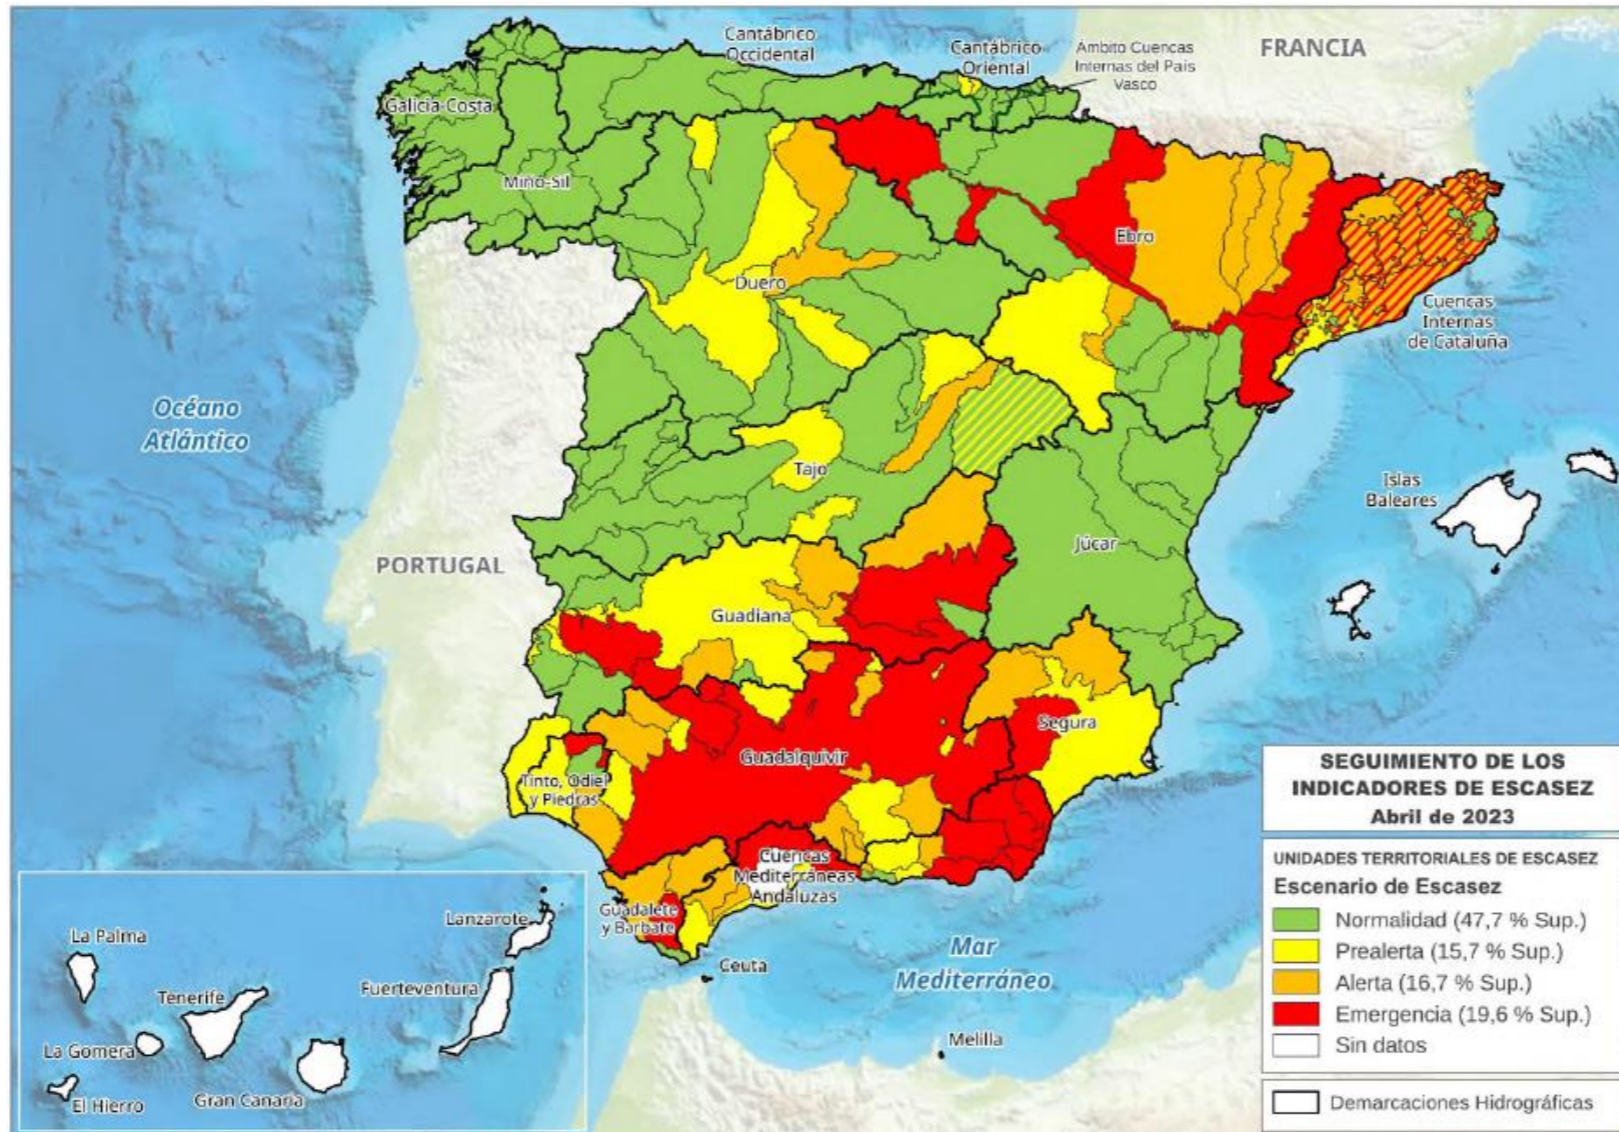 Cantábrico
Occidental
Cantábrico
Oriental
Ámbito Cuencas
Internas del País
Vasco
FRANCIA
Galicia-Costa
Miño-Sil
Ebro
Duero
Cuencas
Internas
de Cataluña
Océano
Atlántico
Tajo
Islas
Baleares
PORTUGAL
Júcar
Guadiana
Segura
Guadalquivir
Tinto, Odiel
y Piedras
Cuencas
Mediterráneas
Andaluzas
Guadalete
y Barbate
Ceuta
Mar
Mediterráneo
Melilla
La Palma
Lanzarote
Tenerife
Fuerteventura
La Gomera
El Hierro
Gran Canaria
SEGUIMIENTO DE LOS
INDICADORES DE ESCASEZ
Abril de 2023
UNIDADES TERRITORIALES DE ESCASEZ
Escenario de Escasez
Normalidad (47,7 % Sup.)
Prealerta (15,7 % Sup.)
Alerta (16,7 % Sup.)
Emergencia (19,6 % Sup.)
Sin datos
Demarcaciones Hidrográficas